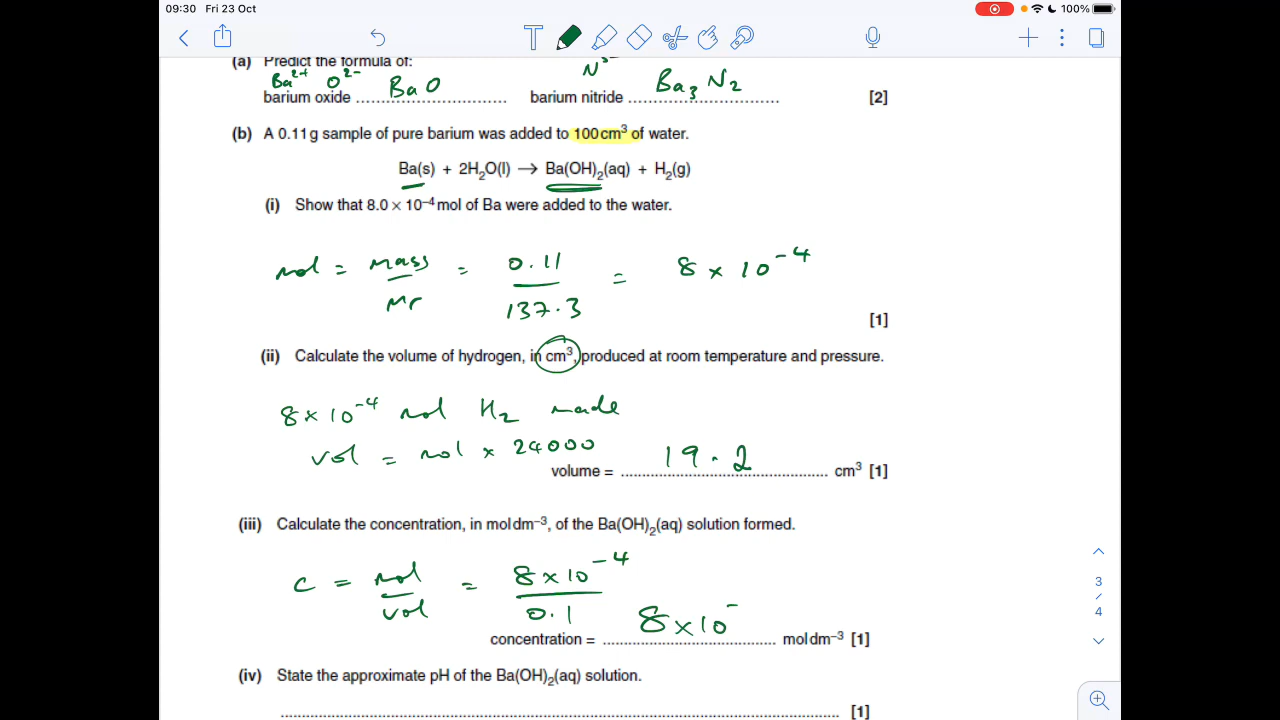 09:30 Fri 23 Oct 100%
(a) Predict the formula of:
Ba²⁺ O²⁻ N³⁻
barium oxide BaO barium nitride Ba₃N₂ [2]
(b) A 0.11 g sample of pure barium was added to 100 cm³ of water.
Ba(s) + 2H₂O(l) → Ba(OH)₂(aq) + H₂(g)
(i) Show that 8.0 × 10⁻⁴ mol of Ba were added to the water.
mol = mass/Mr = 0.11/137.3 = 8 × 10⁻⁴
[1]
(ii) Calculate the volume of hydrogen, in cm³, produced at room temperature and pressure.
8 × 10⁻⁴ mol H₂ made
vol = mol × 24000
volume = 19.2 cm³ [1]
(iii) Calculate the concentration, in mol dm⁻³, of the Ba(OH)₂(aq) solution formed.
c = mol/vol = 8 × 10⁻⁴/0.1
concentration = 8 × 10⁻ mol dm⁻³ [1]
(iv) State the approximate pH of the Ba(OH)₂(aq) solution.
[1]
3
/
4